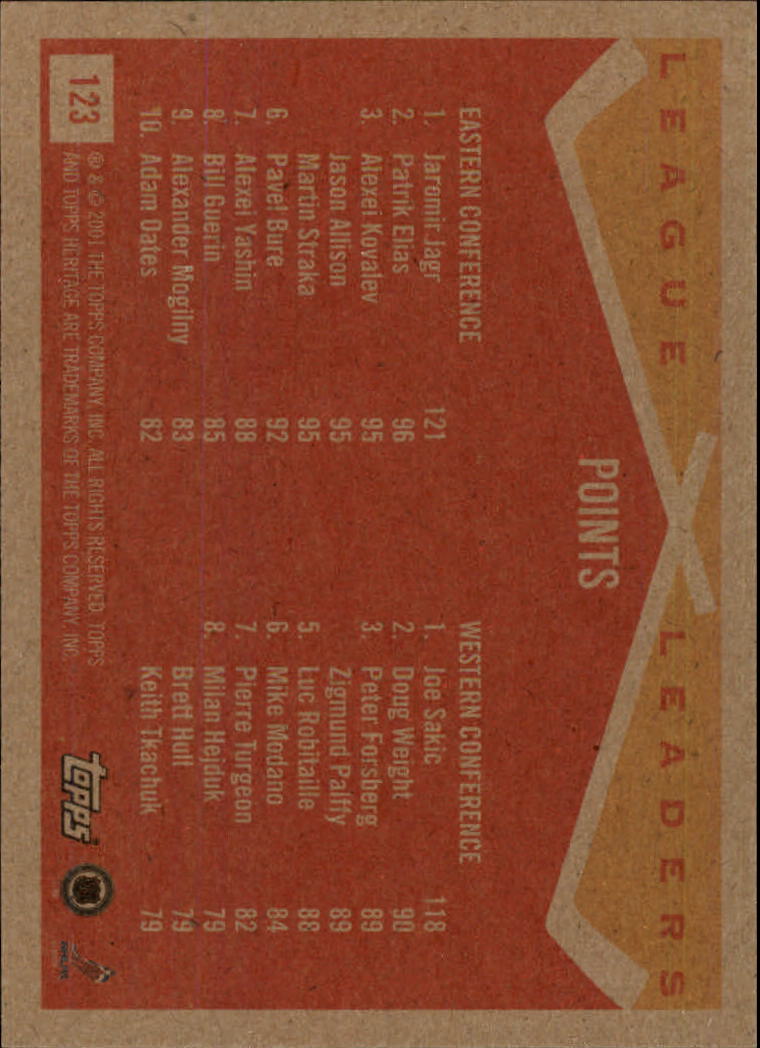 LEAGUE LEADERS
POINTS
EASTERN CONFERENCE
1. Jaromir Jagr 121
2. Patrik Elias 96
3. Alexei Kovalev 95
Jason Allison 95
Martin Straka 95
6. Pavel Bure 92
7. Alexei Yashin 88
8. Bill Guerin 85
9. Alexander Mogilny 83
10. Adam Oates 82
WESTERN CONFERENCE
1. Joe Sakic 118
2. Doug Weight 90
3. Peter Forsberg 89
Zigmund Palffy 89
5. Luc Robitaille 88
6. Mike Modano 84
7. Pierre Turgeon 82
8. Milan Hejduk 79
Brett Hull 79
Keith Tkachuk 79
123
® & © 2001 THE TOPPS COMPANY, INC. ALL RIGHTS RESERVED. TOPPS
AND TOPPS HERITAGE ARE TRADEMARKS OF THE TOPPS COMPANY, INC.
topps